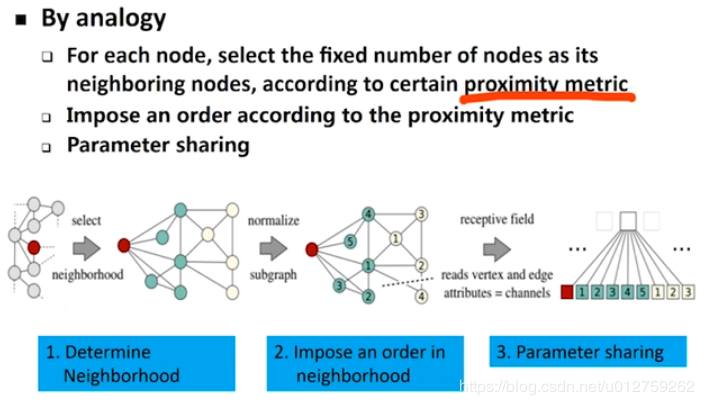 By analogy
For each node, select the fixed number of nodes as its
neighboring nodes, according to certain proximity metric
Impose an order according to the proximity metric
Parameter sharing
select
neighborhood
normalize
subgraph
4
3
5
1
1
2
3
2
4
receptive field
reads vertex and edge
attributes = channels
... ...
1 2 3 4 5 1 2 3
1. Determine
Neighborhood
2. Impose an order in
neighborhood
3. Parameter sharing
https://blog.csdn.net/u012759262